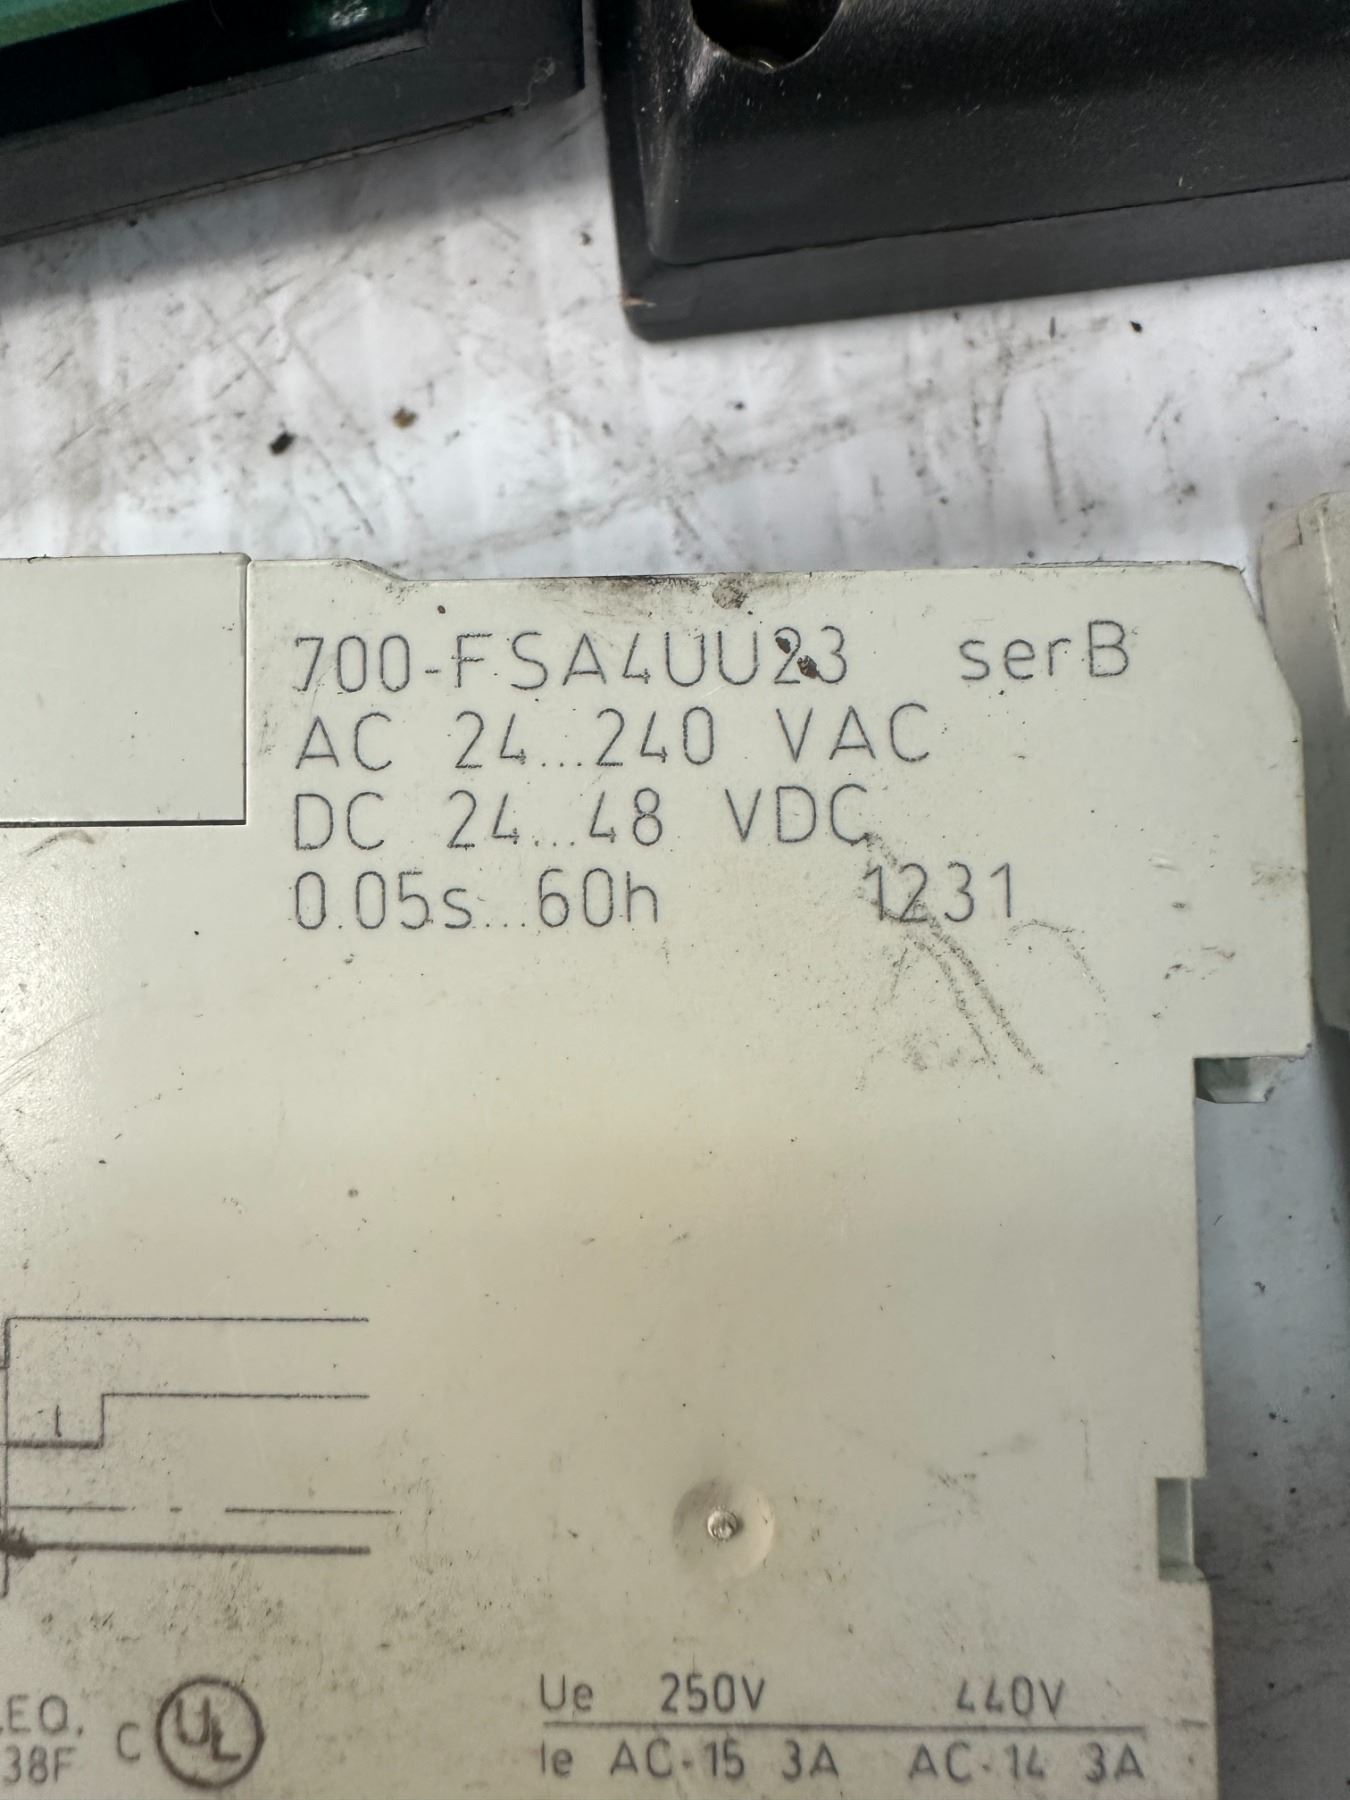 700-FSA4UU23 ser B
AC 24...240 VAC
DC 24...48 VDC
0.05s...60h 1231
t
.EQ.
38F
C UL
Ue 250V 440V
Ie AC-15 3A AC-14 3A